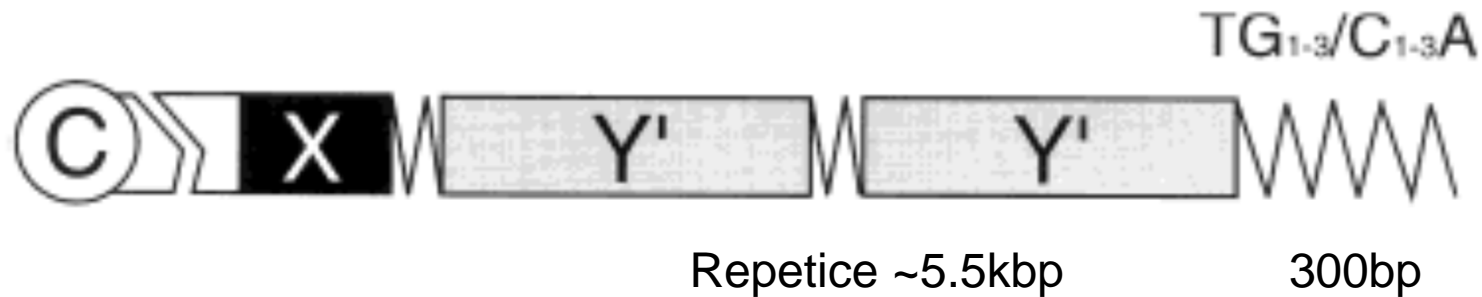 TG1-3/C1-3A
C X Y' Y'
Repetice ~5.5kbp 300bp